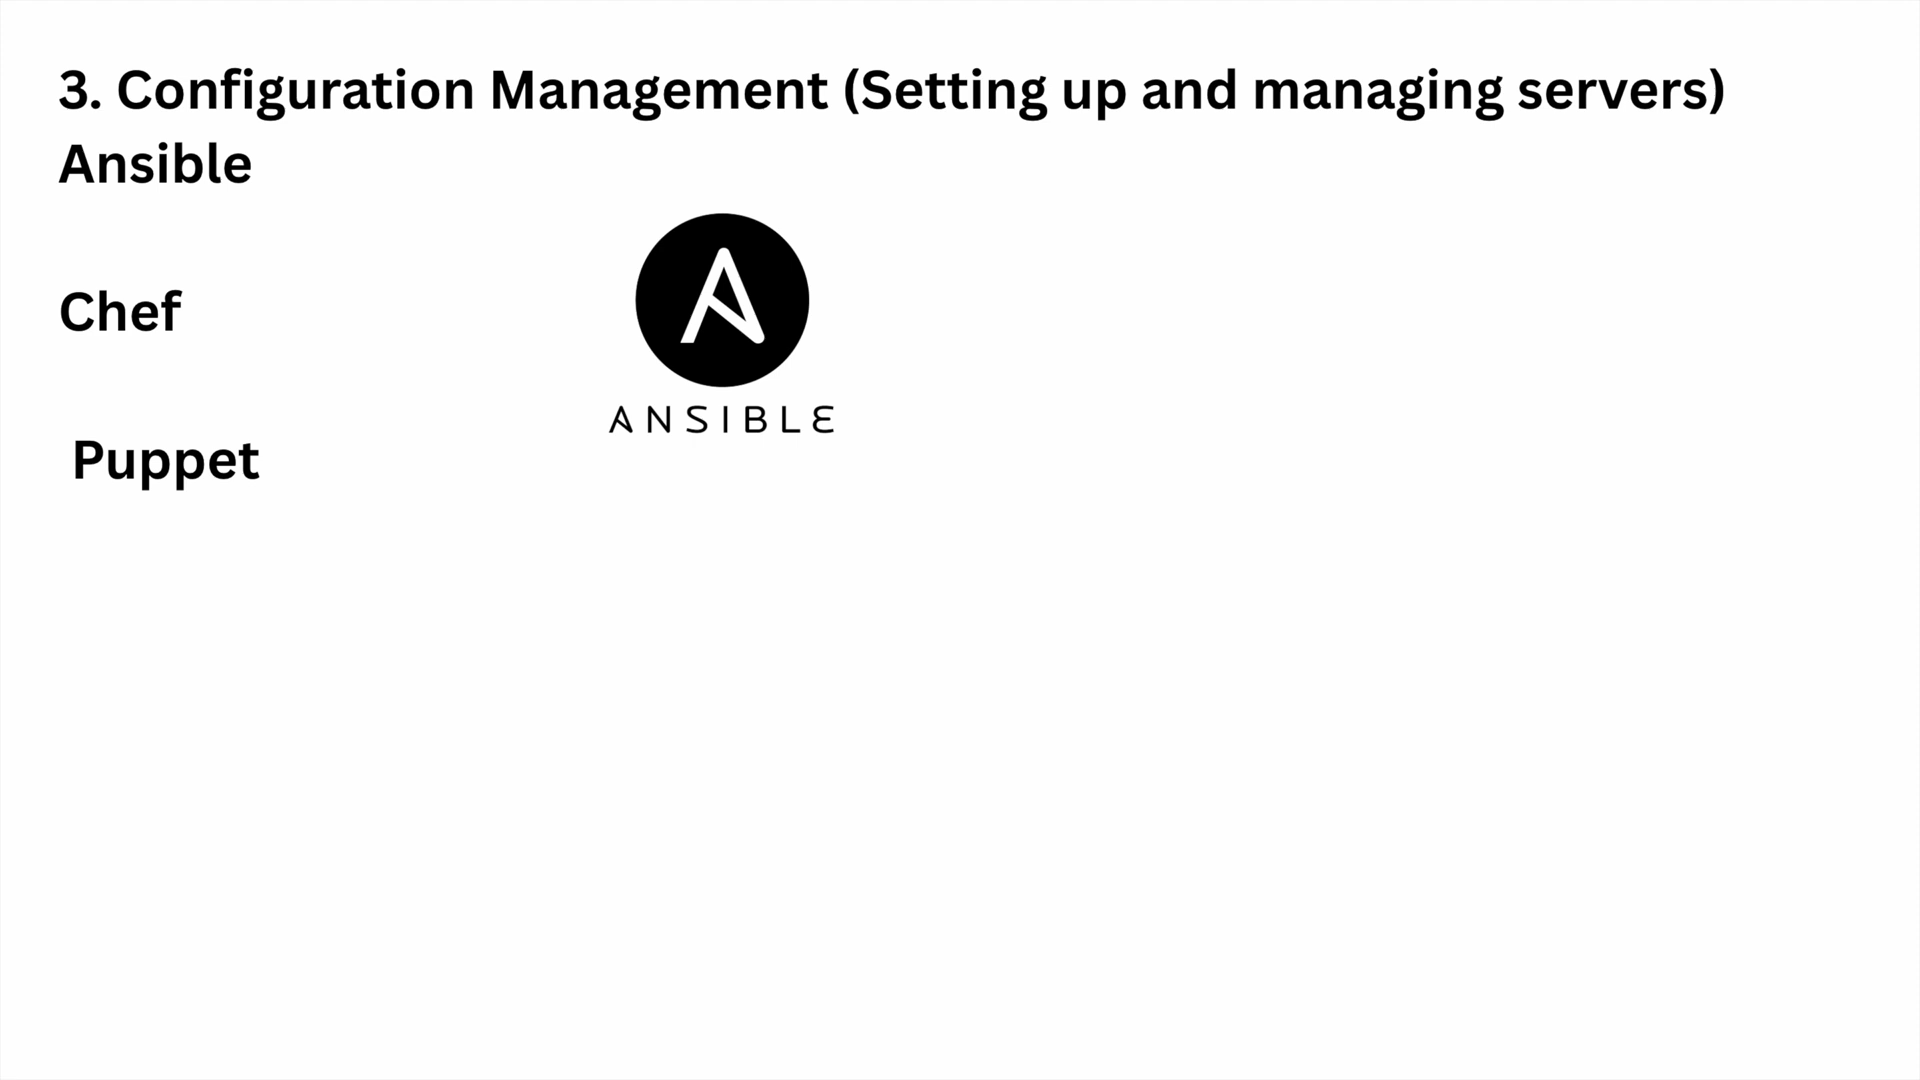 3. Configuration Management (Setting up and managing servers)
Ansible
Chef
Puppet
ANSIBLE